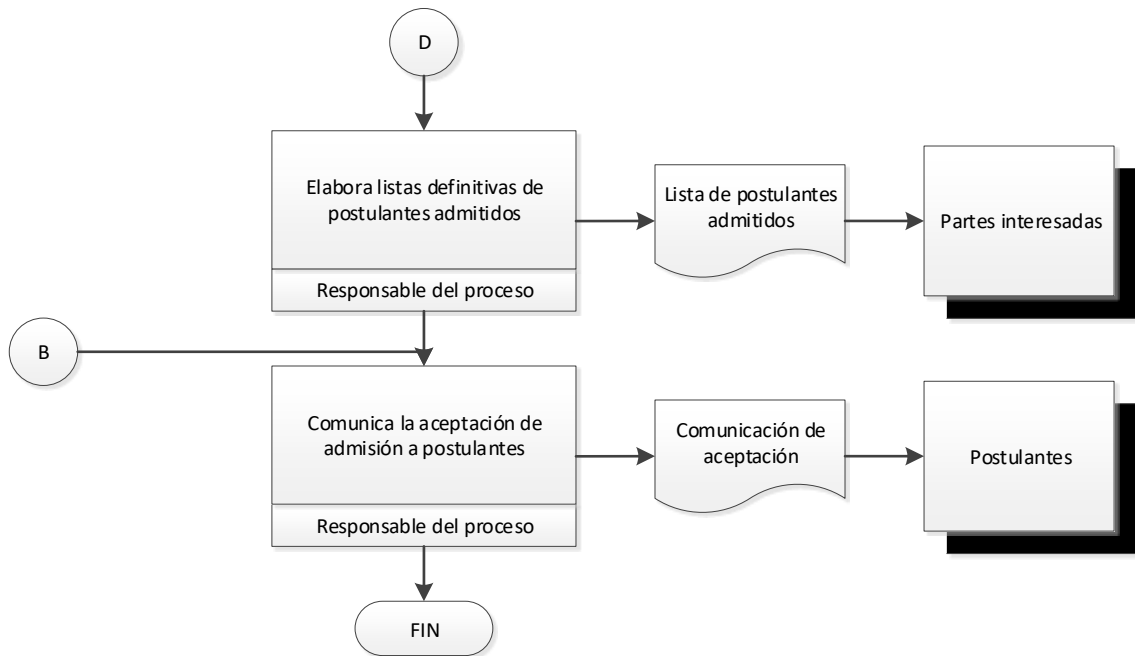 D
Elabora listas definitivas de
postulantes admitidos
Responsable del proceso
Lista de postulantes
admitidos
Partes interesadas
B
Comunica la aceptación de
admisión a postulantes
Responsable del proceso
Comunicación de
aceptación
Postulantes
FIN